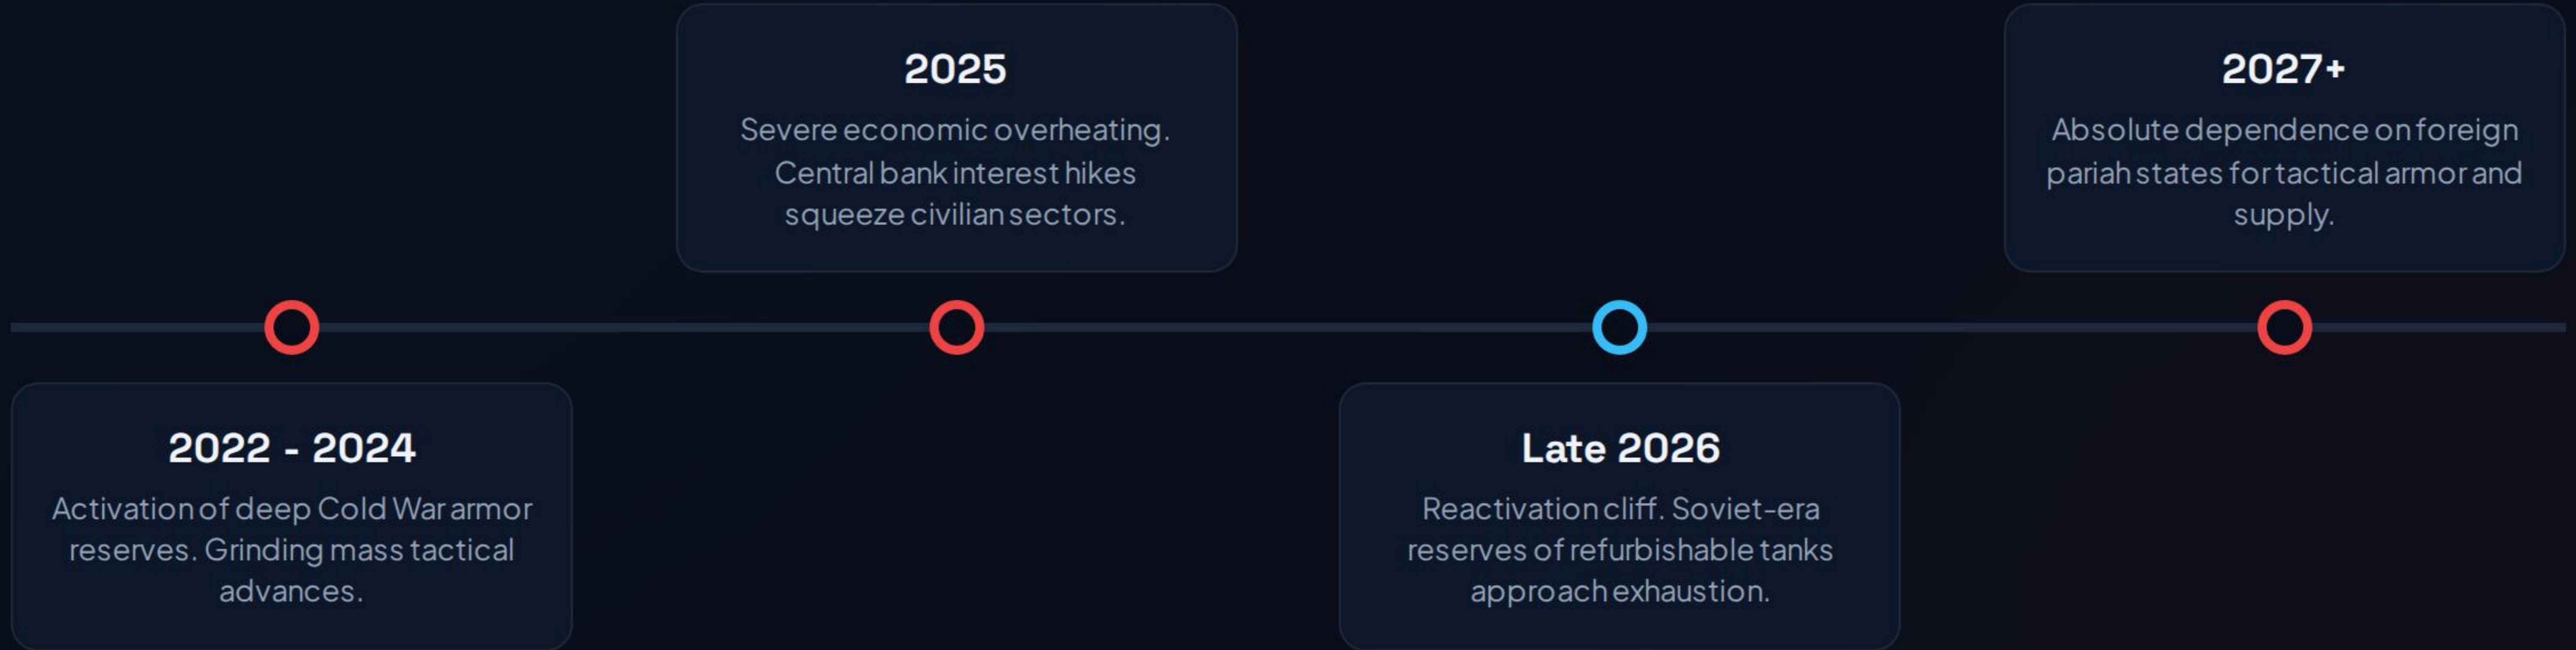 2022 - 2024
Activation of deep Cold War armor
reserves. Grinding mass tactical
advances.
2025
Severe economic overheating.
Central bank interest hikes
squeeze civilian sectors.
Late 2026
Reactivation cliff. Soviet-era
reserves of refurbishable tanks
approach exhaustion.
2027+
Absolute dependence on foreign
pariah states for tactical armor and
supply.